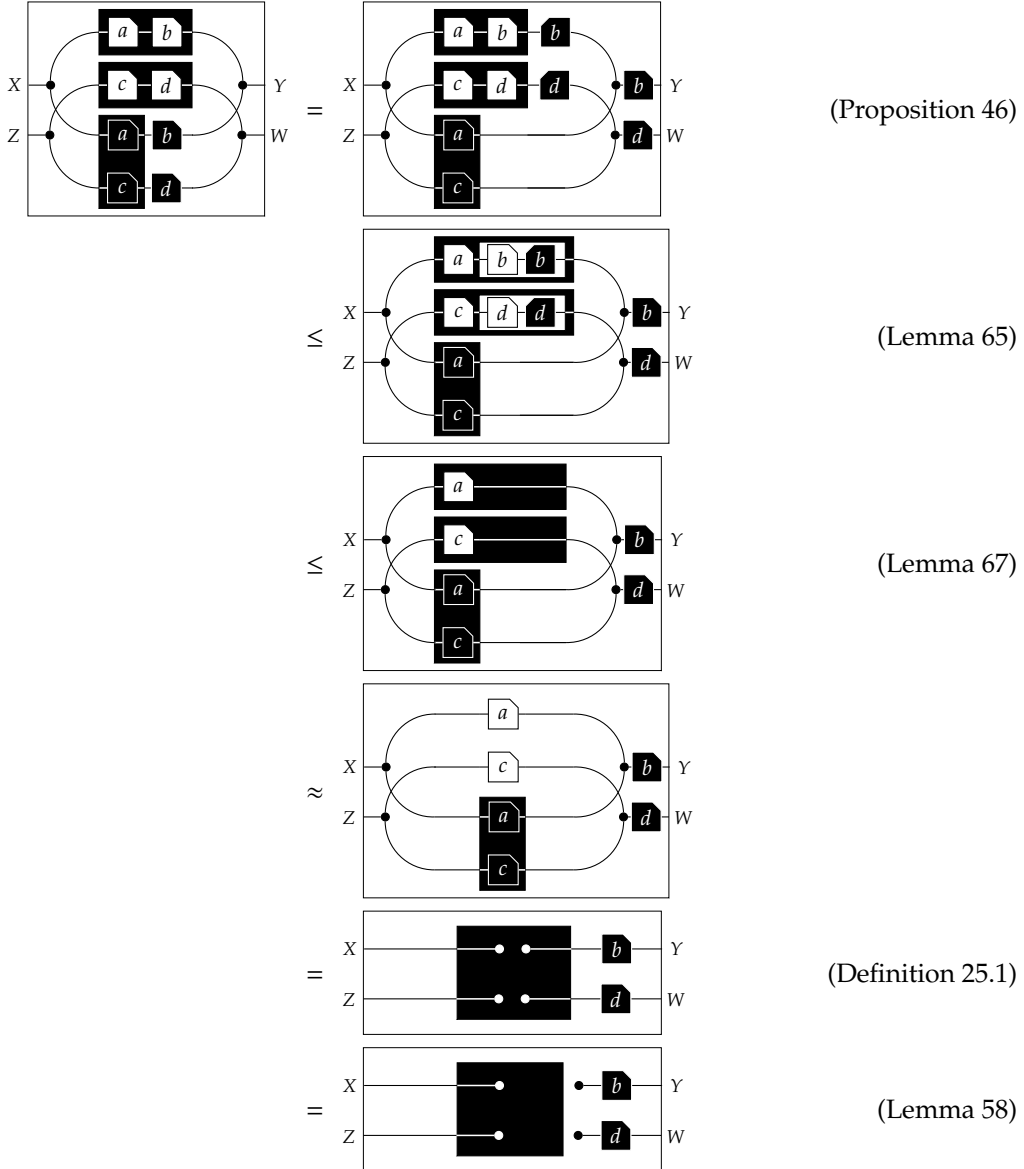 a b a b b
X c d Y = X c d d b Y (Proposition 46)
Z a b W Z a d W
c d c
a b b
≤ X c d d b Y (Lemma 65)
Z a d W
c
a
≤ X c b Y (Lemma 67)
Z a d W
c
a
≈ X c b Y
Z a d W
c
= X b Y (Definition 25.1)
Z d W
= X b Y (Lemma 58)
Z d W